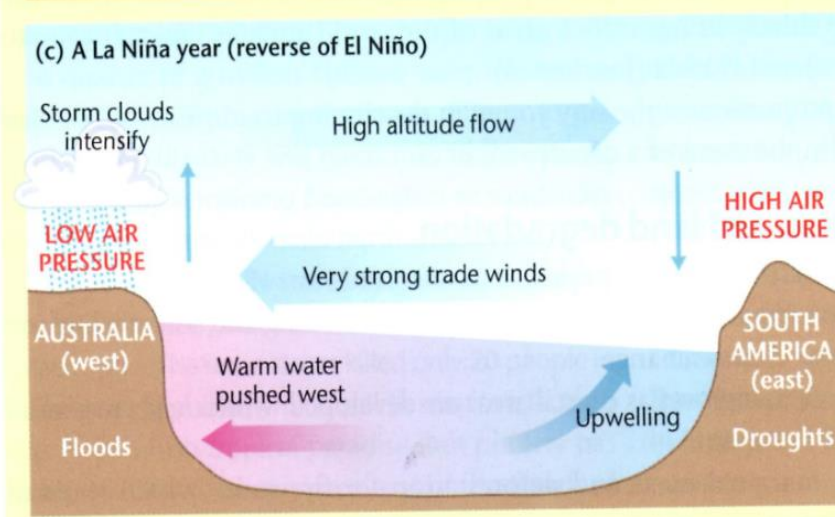 (c) A La Niña year (reverse of El Niño)
Storm clouds
intensify
High altitude flow
LOW AIR
PRESSURE
HIGH AIR
PRESSURE
Very strong trade winds
AUSTRALIA
(west)
SOUTH
AMERICA
(east)
Warm water
pushed west
Upwelling
Floods
Droughts